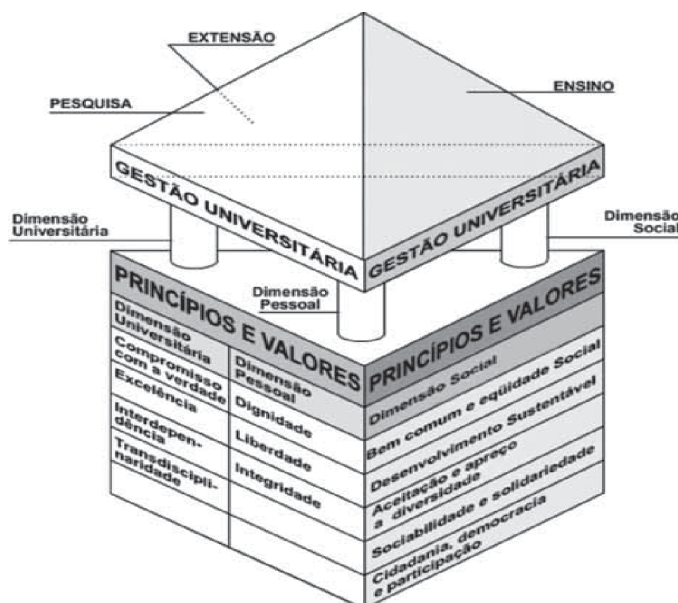 EXTENSÃO
ENSINO
PESQUISA
GESTÃO UNIVERSITÁRIA
GESTÃO UNIVERSITÁRIA
Dimensão
Universitária
Dimensão
Social
Dimensão
Pessoal
PRINCÍPIOS E VALORES
PRINCÍPIOS E VALORES
Dimensão
Universitária
Compromisso
com a verdade
Excelência
Interdepen-
dência
Transdiscipli-
naridade
Dimensão
Pessoal
Dignidade
Liberdade
Integridade
Dimensão Social
Bem comum e eqüidade Social
Desenvolvimento Sustentável
Aceitação e apreço
a diversidade
Sociabilidade e solidariedade
Cidadania, democracia
e participação